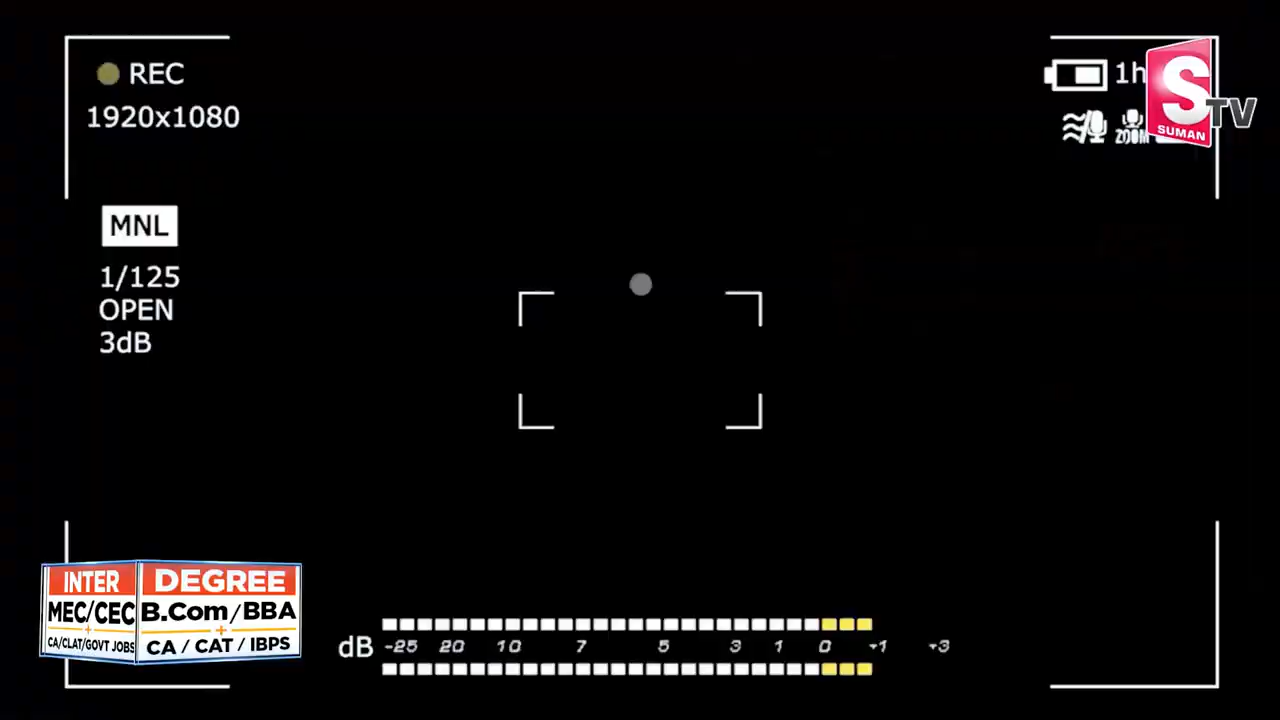 REC
1920x1080
1h
ZOOM
S
SUMAN
TV
MNL
1/125
OPEN
3dB
INTER
MEC/CEC
+
CA/CLAT/GOVT JOBS
DEGREE
B.Com/BBA
+
CA / CAT / IBPS
dB -25 20 10 7 5 3 1 0 +1 +3